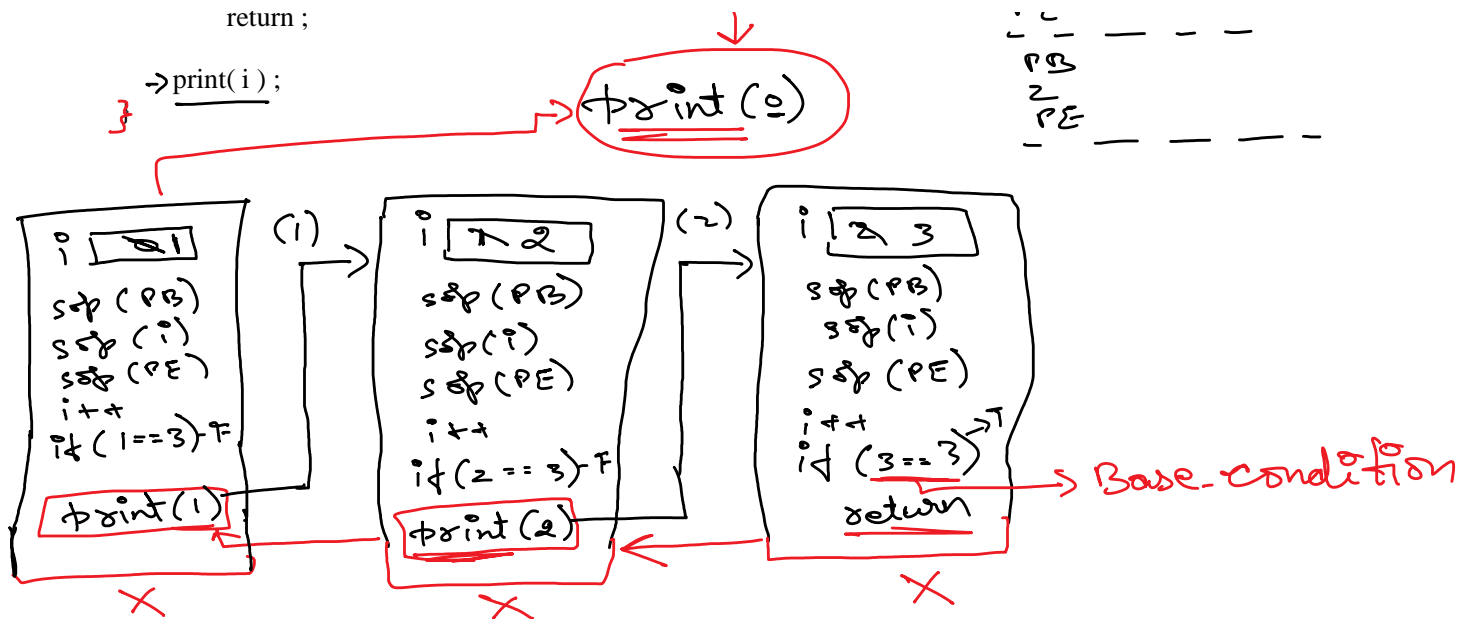 return ;
print( i ) ;
}
print (0)
PB
2
PE
i 0 1
sop (PB)
sop (i)
sop (PE)
i++
if (1==3)-F
print(1)
(1)
i 1 2
sop (PB)
sop(i)
sop (PE)
i++
if (2 == 3)-F
print (2)
(2)
i 2 3
sop (PB)
sop(i)
sop (PE)
i++
if (3==3)→T
return
Base-condition